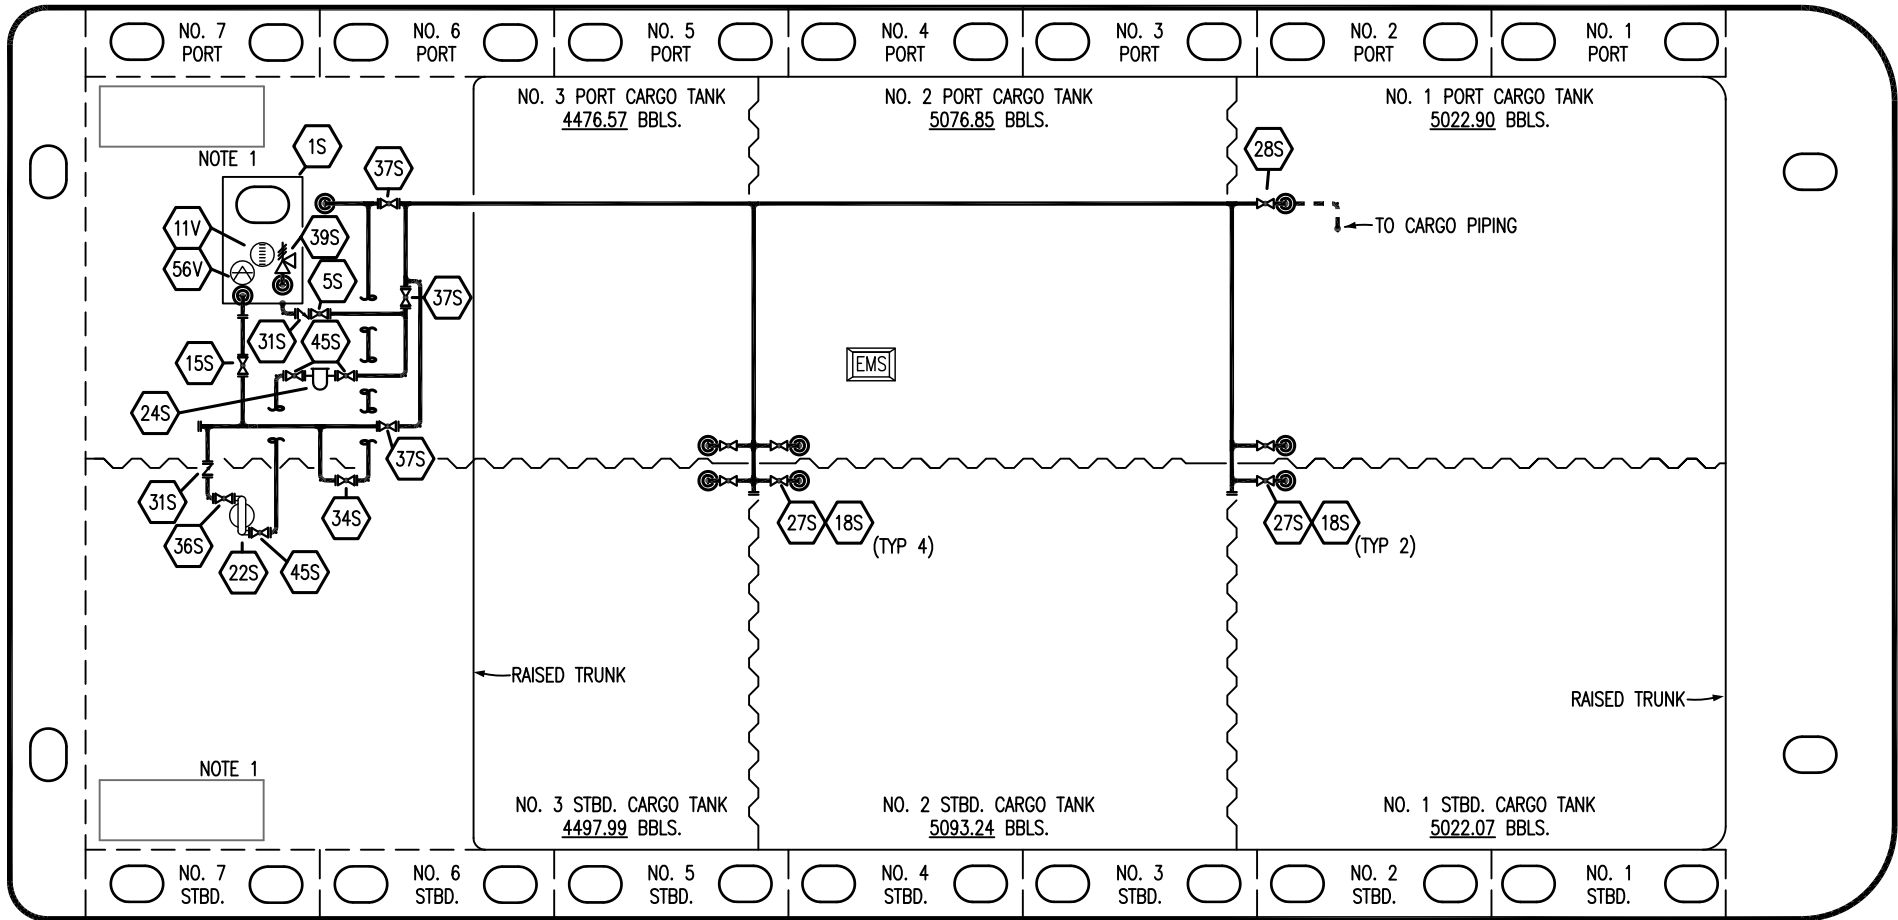 NO. 7
PORT
NO. 6
PORT
NO. 5
PORT
NO. 4
PORT
NO. 3
PORT
NO. 2
PORT
NO. 1
PORT
NO. 3 PORT CARGO TANK
4476.57 BBLS.
NO. 2 PORT CARGO TANK
5076.85 BBLS.
NO. 1 PORT CARGO TANK
5022.90 BBLS.
NOTE 1
1S
37S
28S
11V
39S
TO CARGO PIPING
56V
5S
37S
31S
45S
15S
EMS
24S
37S
31S
34S
27S
18S
(TYP 4)
27S
18S
(TYP 2)
36S
22S
45S
RAISED TRUNK
RAISED TRUNK
NOTE 1
NO. 3 STBD. CARGO TANK
4497.99 BBLS.
NO. 2 STBD. CARGO TANK
5093.24 BBLS.
NO. 1 STBD. CARGO TANK
5022.07 BBLS.
NO. 7
STBD.
NO. 6
STBD.
NO. 5
STBD.
NO. 4
STBD.
NO. 3
STBD.
NO. 2
STBD.
NO. 1
STBD.